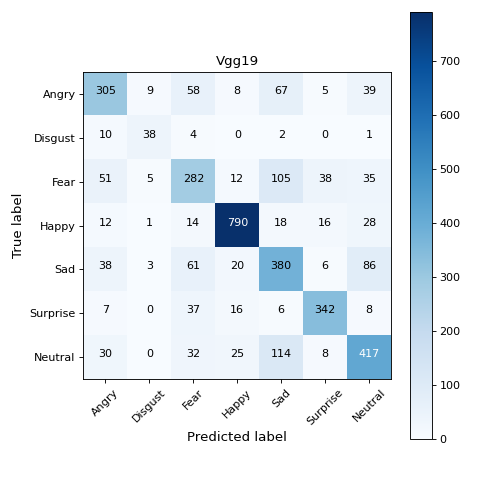 Vgg19
True label
Angry 305 9 58 8 67 5 39
Disgust 10 38 4 0 2 0 1
Fear 51 5 282 12 105 38 35
Happy 12 1 14 790 18 16 28
Sad 38 3 61 20 380 6 86
Surprise 7 0 37 16 6 342 8
Neutral 30 0 32 25 114 8 417
Angry Disgust Fear Happy Sad Surprise Neutral
Predicted label
700
600
500
400
300
200
100
0